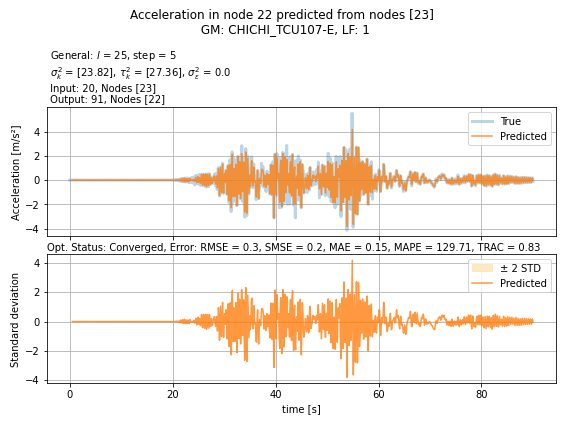 Acceleration in node 22 predicted from nodes [23]
GM: CHICHI_TCU107-E, LF: 1
General: l = 25, step = 5
σ²ₖ = [23.82], τ²ₖ = [27.36], σ²ε = 0.0
Input: 20, Nodes [23]
Output: 91, Nodes [22]
Acceleration [m/s²]
4
2
0
−2
−4
True
Predicted
Opt. Status: Converged, Error: RMSE = 0.3, SMSE = 0.2, MAE = 0.15, MAPE = 129.71, TRAC = 0.83
Standard deviation
4
2
0
−2
−4
± 2 STD
Predicted
0 20 40 60 80
time [s]